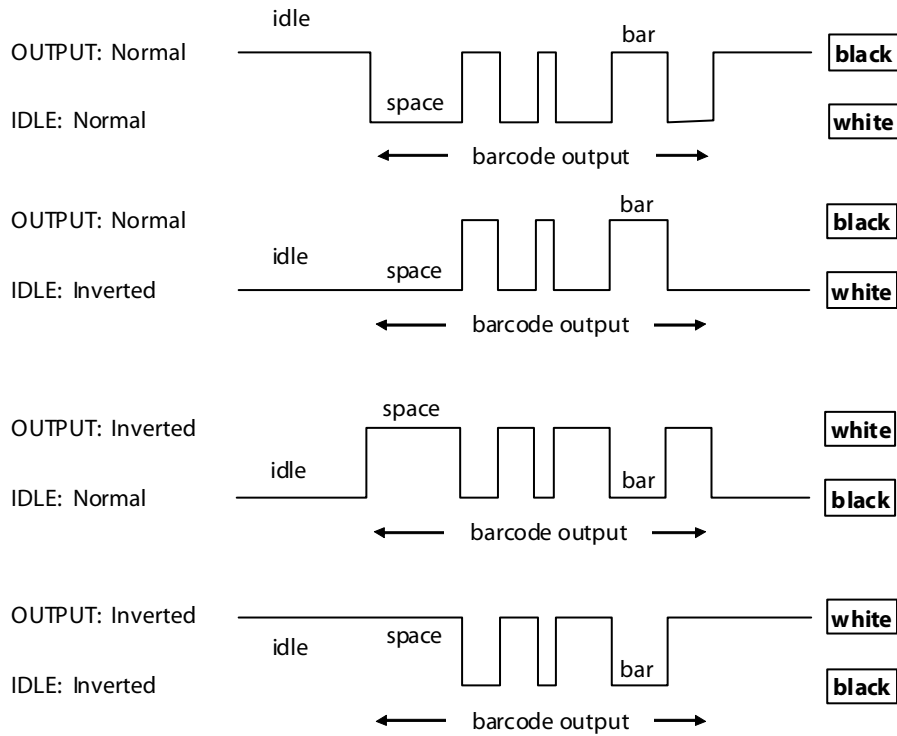 idle
OUTPUT: Normal bar black
space
IDLE: Normal white
barcode output
OUTPUT: Normal bar black
idle
space
IDLE: Inverted white
barcode output
space
OUTPUT: Inverted white
idle bar
IDLE: Normal black
barcode output
OUTPUT: Inverted white
idle space
bar
IDLE: Inverted black
barcode output